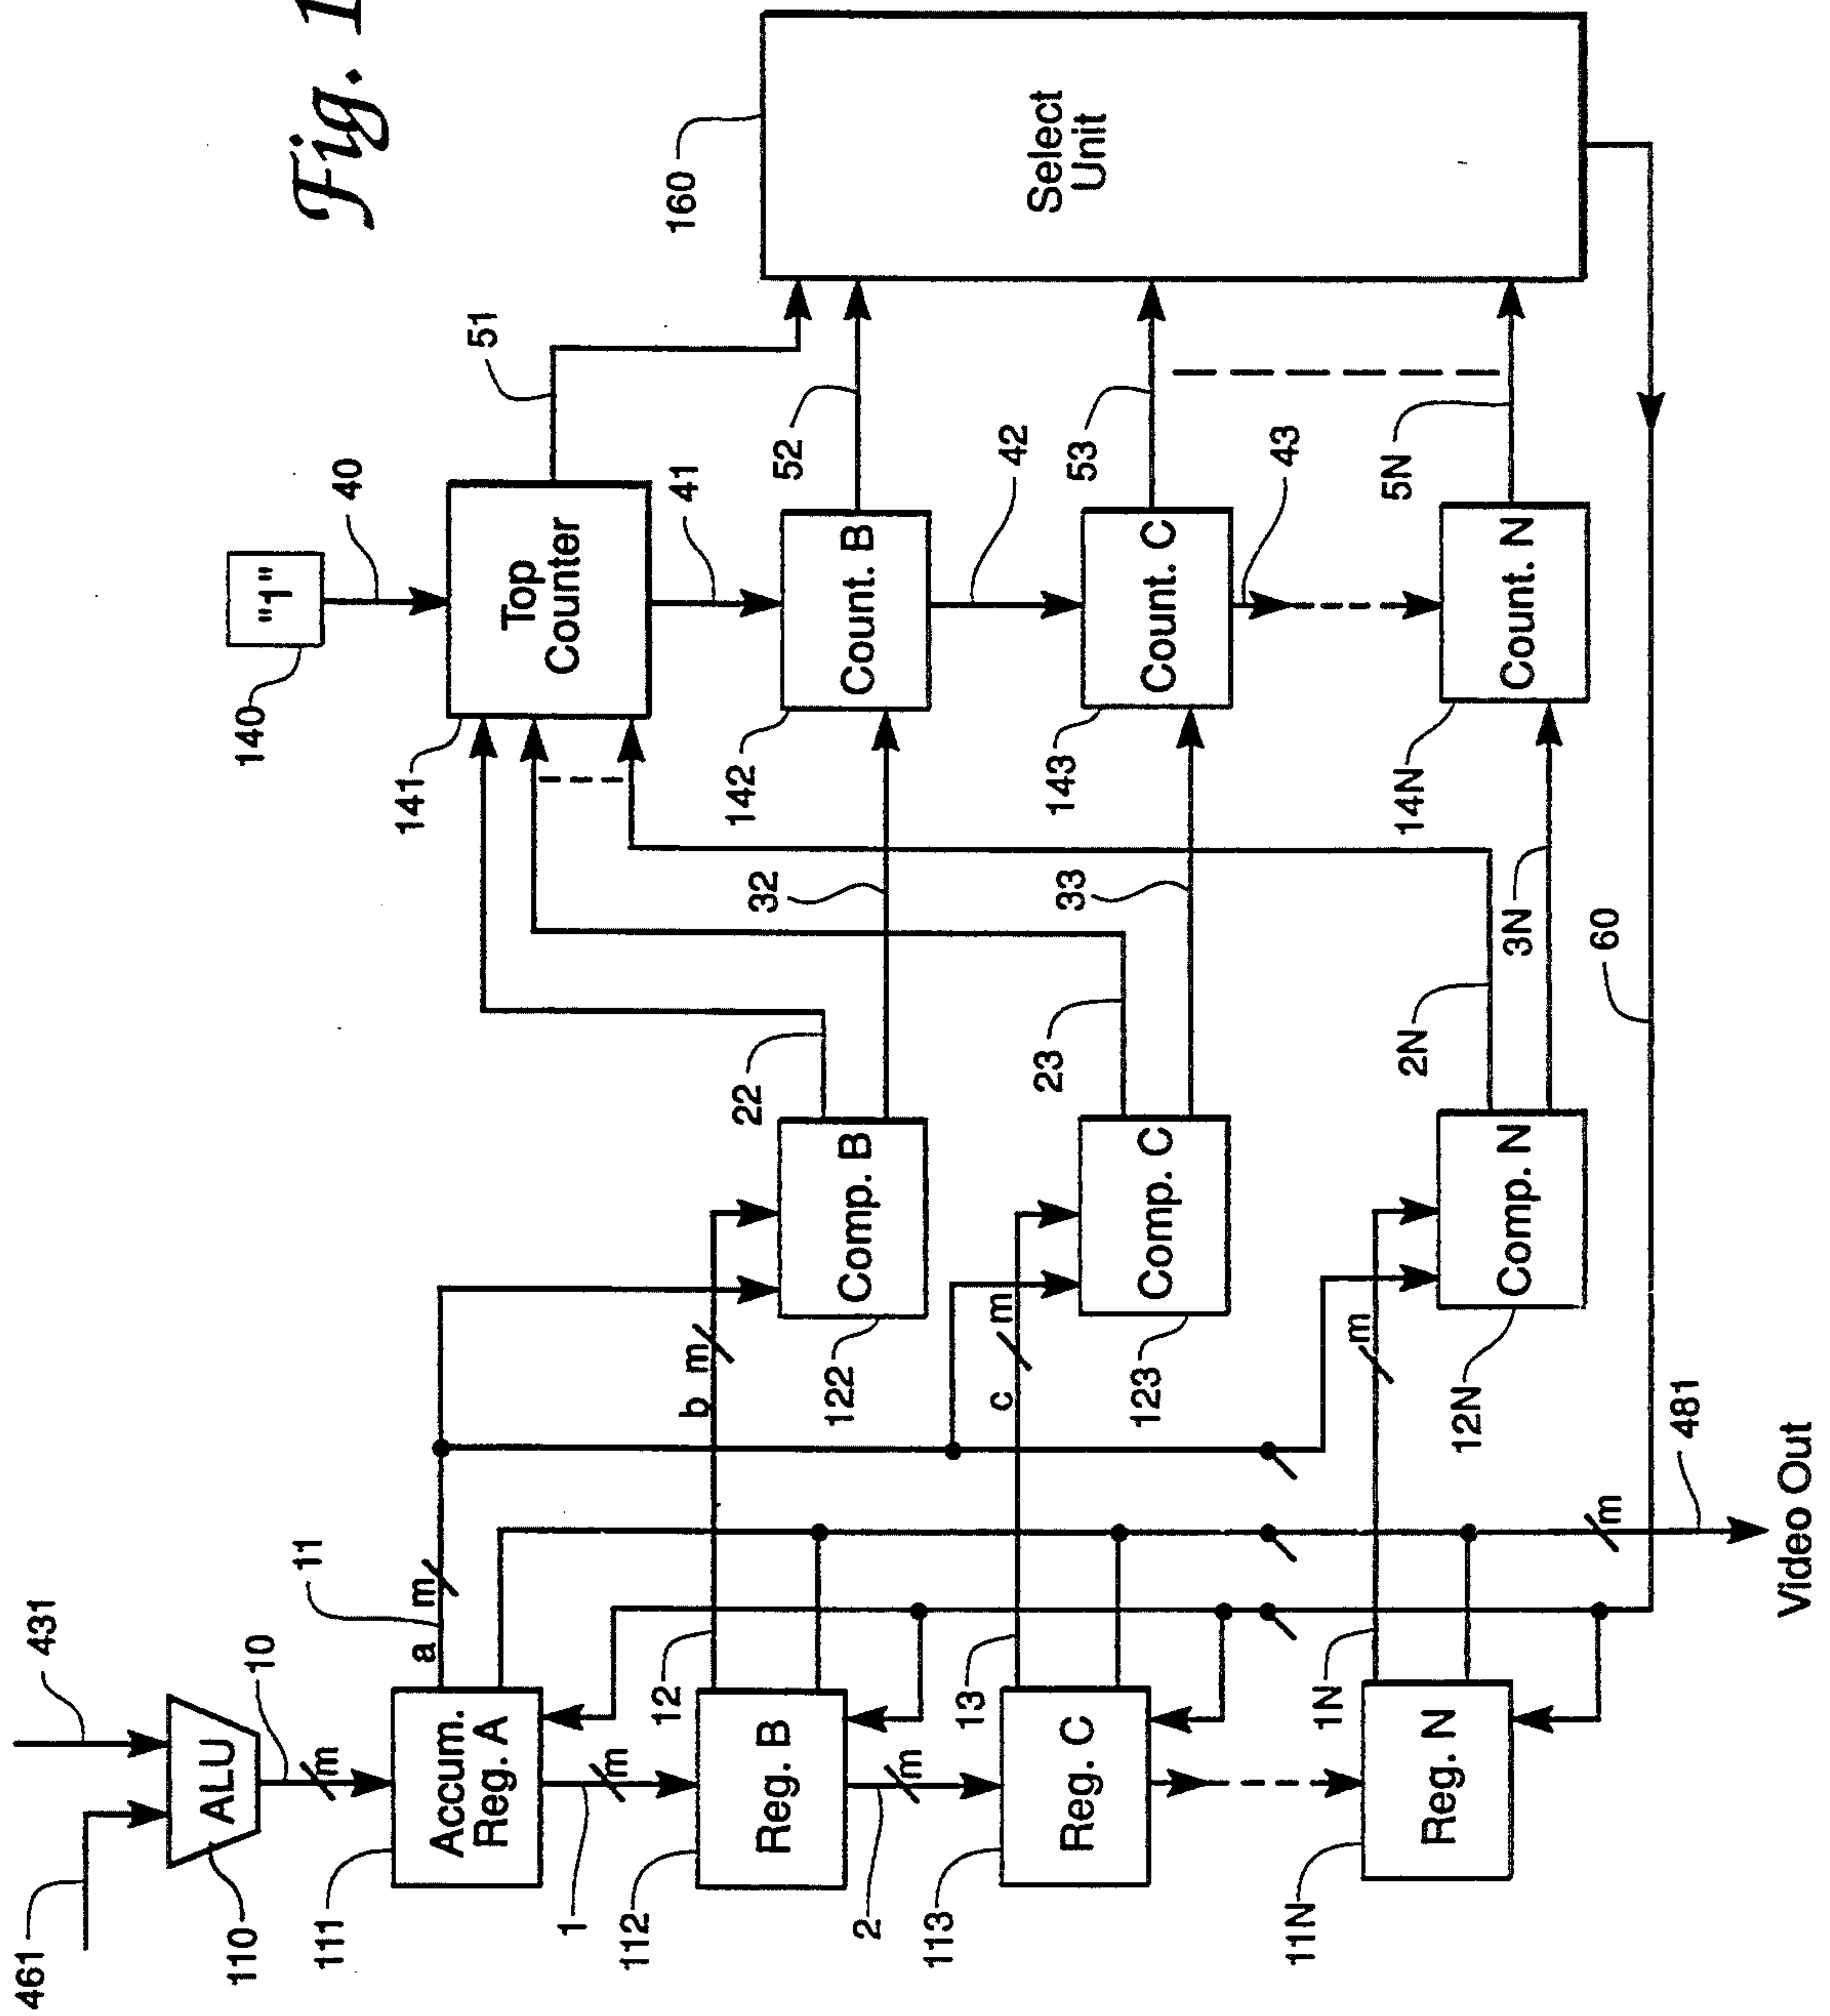 Fig. 1
461
431
110
ALU
10
m
111
Accum.
Reg. A
a
m
11
1
m
112
Reg. B
12
b
m
2
m
113
Reg. C
13
c
m
11N
Reg. N
1N
m
122
Comp. B
22
32
123
Comp. C
23
33
12N
Comp. N
2N
3N
140
"1"
40
141
Top
Counter
51
41
142
Count. B
52
42
143
Count. C
53
43
14N
Count. N
5N
160
Select
Unit
60
m
481
Video Out